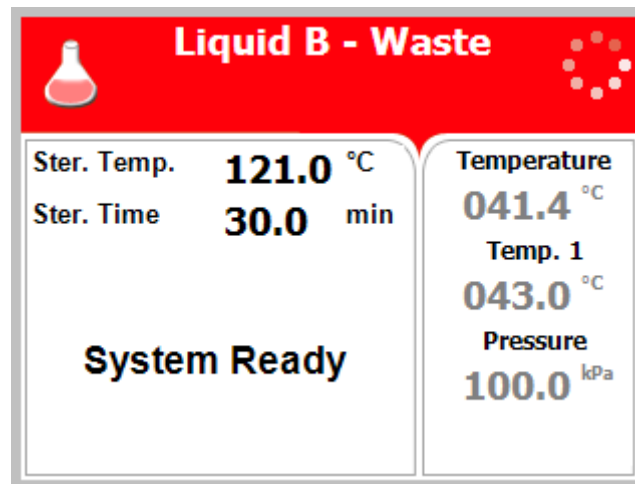 Liquid B - Waste
Ster. Temp. 121.0 °C
Ster. Time 30.0 min
System Ready
Temperature
041.4 °C
Temp. 1
043.0 °C
Pressure
100.0 kPa